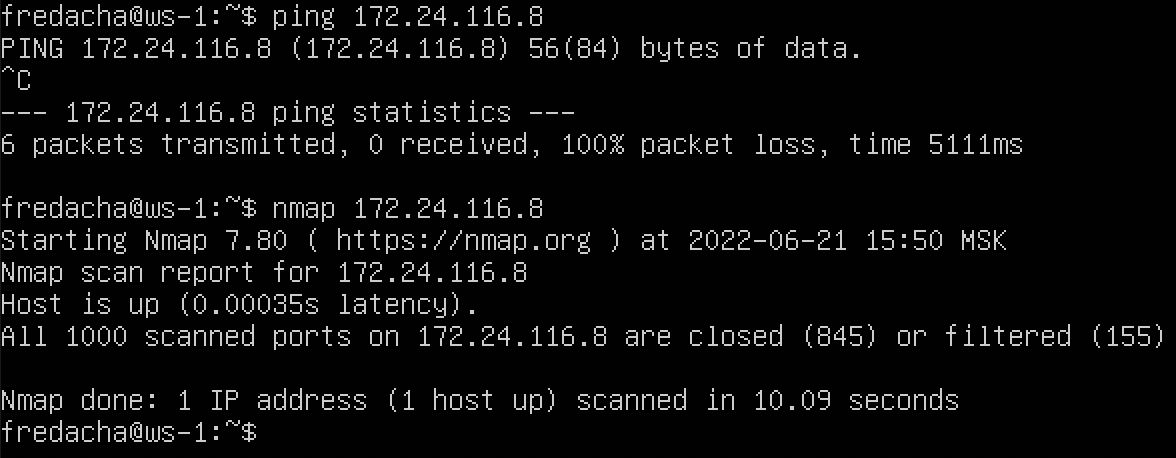 fredacha@ws-1:~$ ping 172.24.116.8
PING 172.24.116.8 (172.24.116.8) 56(84) bytes of data.
^C
--- 172.24.116.8 ping statistics ---
6 packets transmitted, 0 received, 100% packet loss, time 5111ms
fredacha@ws-1:~$ nmap 172.24.116.8
Starting Nmap 7.80 ( https://nmap.org ) at 2022-06-21 15:50 MSK
Nmap scan report for 172.24.116.8
Host is up (0.00035s latency).
All 1000 scanned ports on 172.24.116.8 are closed (845) or filtered (155)
Nmap done: 1 IP address (1 host up) scanned in 10.09 seconds
fredacha@ws-1:~$